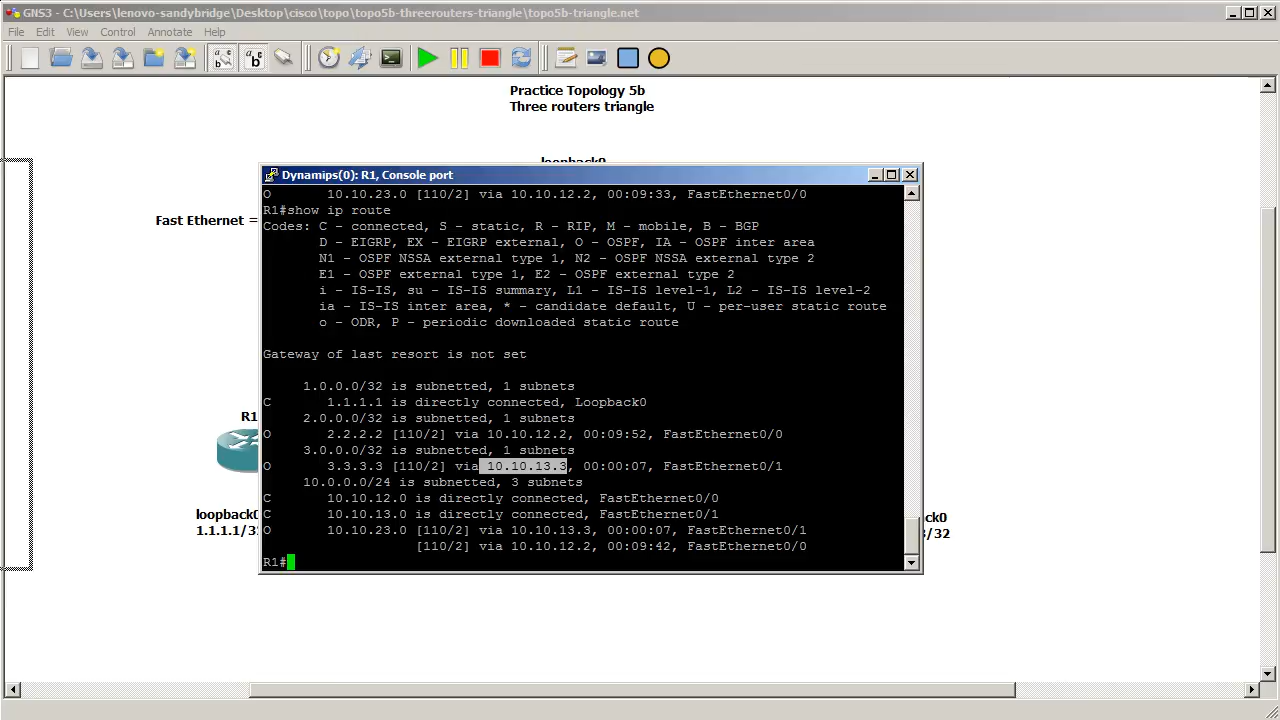 GNS3 - C:\Users\lenovo-sandybridge\Desktop\cisco\topo\topo5b-threerouters-triangle\topo5b-triangle.net
File Edit View Control Annotate Help
Practice Topology 5b
Three routers triangle
loopback0
Fast Ethernet =
Dynamips(0): R1, Console port
O 10.10.23.0 [110/2] via 10.10.12.2, 00:09:33, FastEthernet0/0
R1#show ip route
Codes: C - connected, S - static, R - RIP, M - mobile, B - BGP
D - EIGRP, EX - EIGRP external, O - OSPF, IA - OSPF inter area
N1 - OSPF NSSA external type 1, N2 - OSPF NSSA external type 2
E1 - OSPF external type 1, E2 - OSPF external type 2
i - IS-IS, su - IS-IS summary, L1 - IS-IS level-1, L2 - IS-IS level-2
ia - IS-IS inter area, * - candidate default, U - per-user static route
o - ODR, P - periodic downloaded static route
Gateway of last resort is not set
1.0.0.0/32 is subnetted, 1 subnets
C 1.1.1.1 is directly connected, Loopback0
2.0.0.0/32 is subnetted, 1 subnets
O 2.2.2.2 [110/2] via 10.10.12.2, 00:09:52, FastEthernet0/0
3.0.0.0/32 is subnetted, 1 subnets
O 3.3.3.3 [110/2] via 10.10.13.3, 00:00:07, FastEthernet0/1
10.0.0.0/24 is subnetted, 3 subnets
C 10.10.12.0 is directly connected, FastEthernet0/0
C 10.10.13.0 is directly connected, FastEthernet0/1
O 10.10.23.0 [110/2] via 10.10.13.3, 00:00:07, FastEthernet0/1
[110/2] via 10.10.12.2, 00:09:42, FastEthernet0/0
R1#
R1
loopback0
1.1.1.1/3
ck0
/32